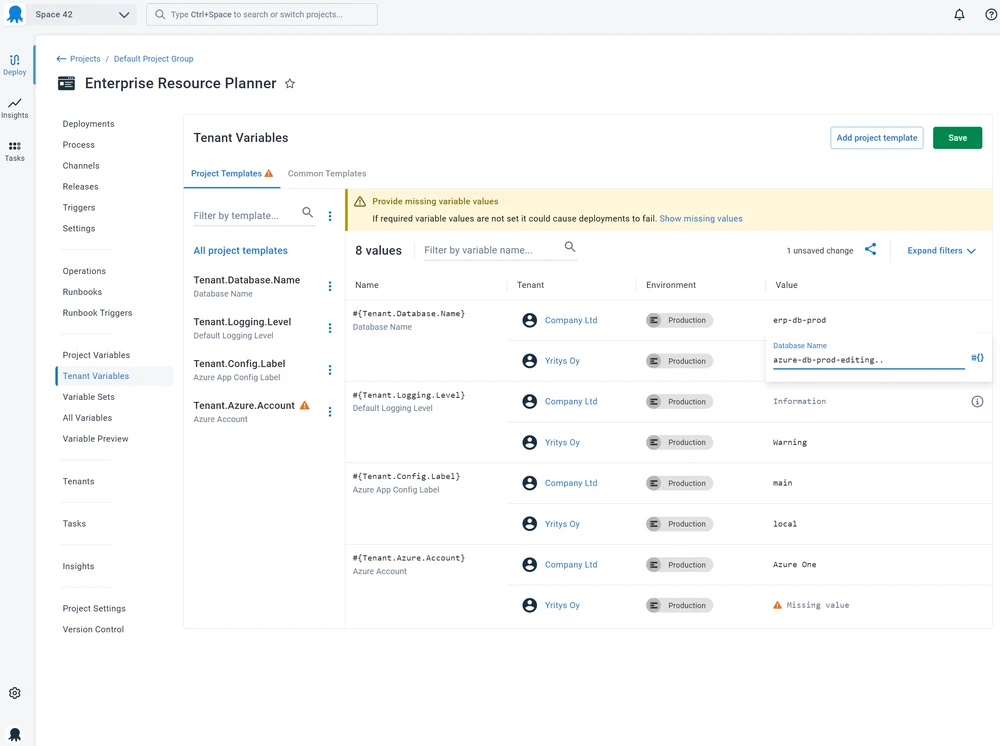 Space 42
Type Ctrl+Space to search or switch projects...
Deploy
Insights
Tasks
Projects / Default Project Group
Enterprise Resource Planner
Deployments
Process
Channels
Releases
Triggers
Settings
Operations
Runbooks
Runbook Triggers
Project Variables
Tenant Variables
Variable Sets
All Variables
Variable Preview
Tenants
Tasks
Insights
Project Settings
Version Control
Tenant Variables
Add project template
Save
Project Templates
Common Templates
Filter by template...
All project templates
Tenant.Database.Name
Database Name
Tenant.Logging.Level
Default Logging Level
Tenant.Config.Label
Azure App Config Label
Tenant.Azure.Account
Azure Account
Provide missing variable values
If required variable values are not set it could cause deployments to fail. Show missing values
8 values
Filter by variable name...
1 unsaved change
Expand filters
Name Tenant Environment Value
#{Tenant.Database.Name}
Database Name
Company Ltd Production erp-db-prod
Yritys Oy Production
Database Name
azure-db-prod-editing..
#{}
#{Tenant.Logging.Level}
Default Logging Level
Company Ltd Production Information
Yritys Oy Production Warning
#{Tenant.Config.Label}
Azure App Config Label
Company Ltd Production main
Yritys Oy Production local
#{Tenant.Azure.Account}
Azure Account
Company Ltd Production Azure One
Yritys Oy Production Missing value